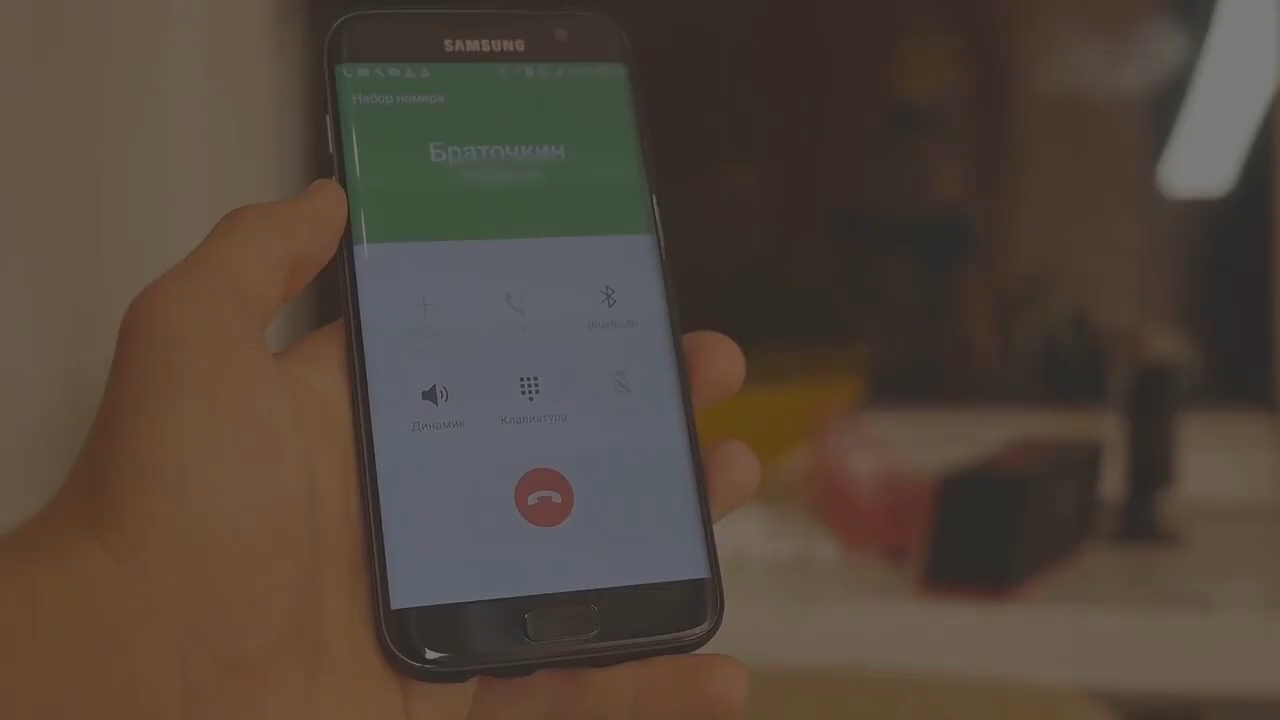 SAMSUNG
Набор номера
Браточкин
Bluetooth
Динамик
Клавиатура